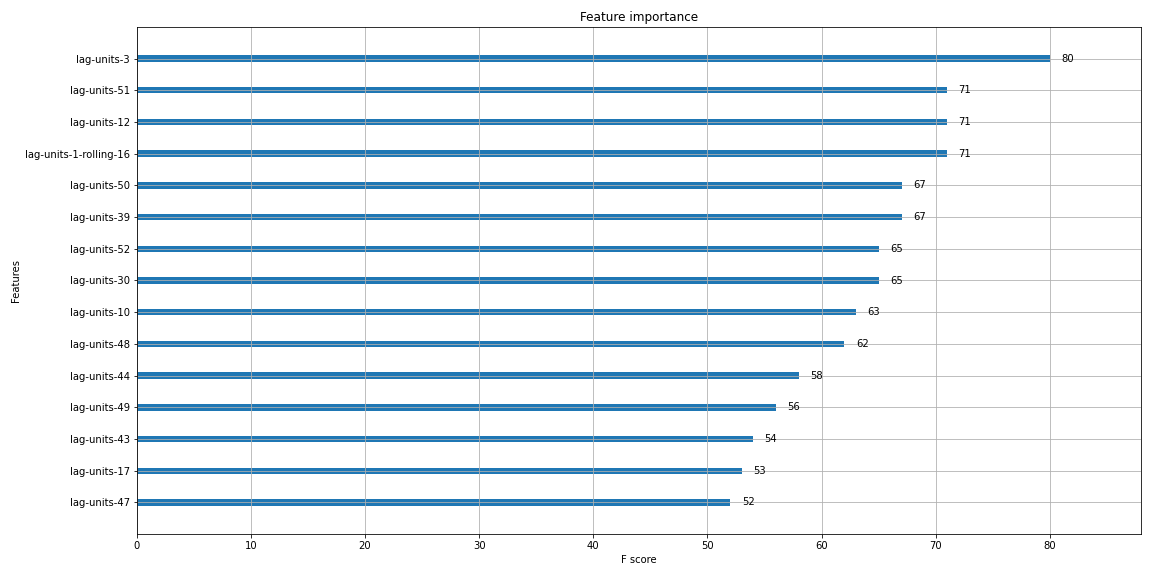 Feature importance
lag-units-3 80
lag-units-51 71
lag-units-12 71
lag-units-1-rolling-16 71
lag-units-50 67
lag-units-39 67
lag-units-52 65
lag-units-30 65
lag-units-10 63
lag-units-48 62
lag-units-44 58
lag-units-49 56
lag-units-43 54
lag-units-17 53
lag-units-47 52
Features
0 10 20 30 40 50 60 70 80
F score